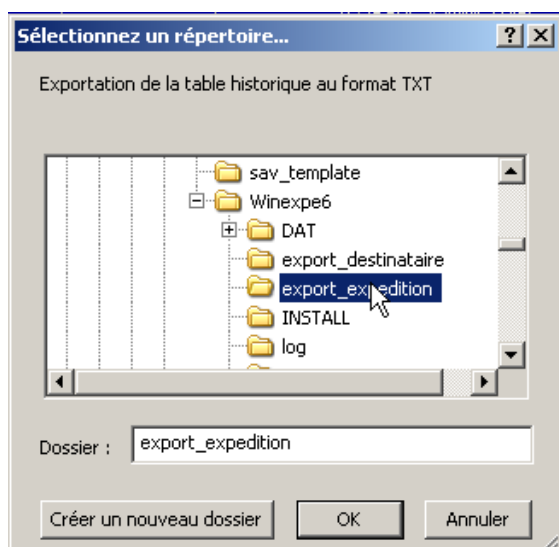 Sélectionnez un répertoire...
Exportation de la table historique au format TXT
sav_template
Winexpe6
DAT
export_destinataire
export_expedition
INSTALL
log
Dossier :
export_expedition
Créer un nouveau dossier
OK
Annuler